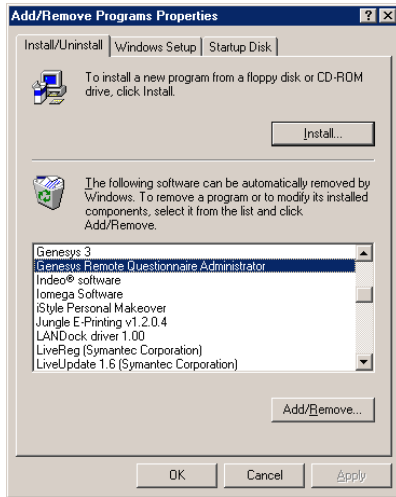 Add/Remove Programs Properties
Install/Uninstall Windows Setup Startup Disk
To install a new program from a floppy disk or CD-ROM
drive, click Install.
Install...
The following software can be automatically removed by
Windows. To remove a program or to modify its installed
components, select it from the list and click
Add/Remove.
Genesys 3
Genesys Remote Questionnaire Administrator
Indeo® software
Iomega Software
iStyle Personal Makeover
Jungle E-Printing v1.2.0.4
LANDock driver 1.00
LiveReg (Symantec Corporation)
LiveUpdate 1.6 (Symantec Corporation)
Add/Remove...
OK Cancel Apply